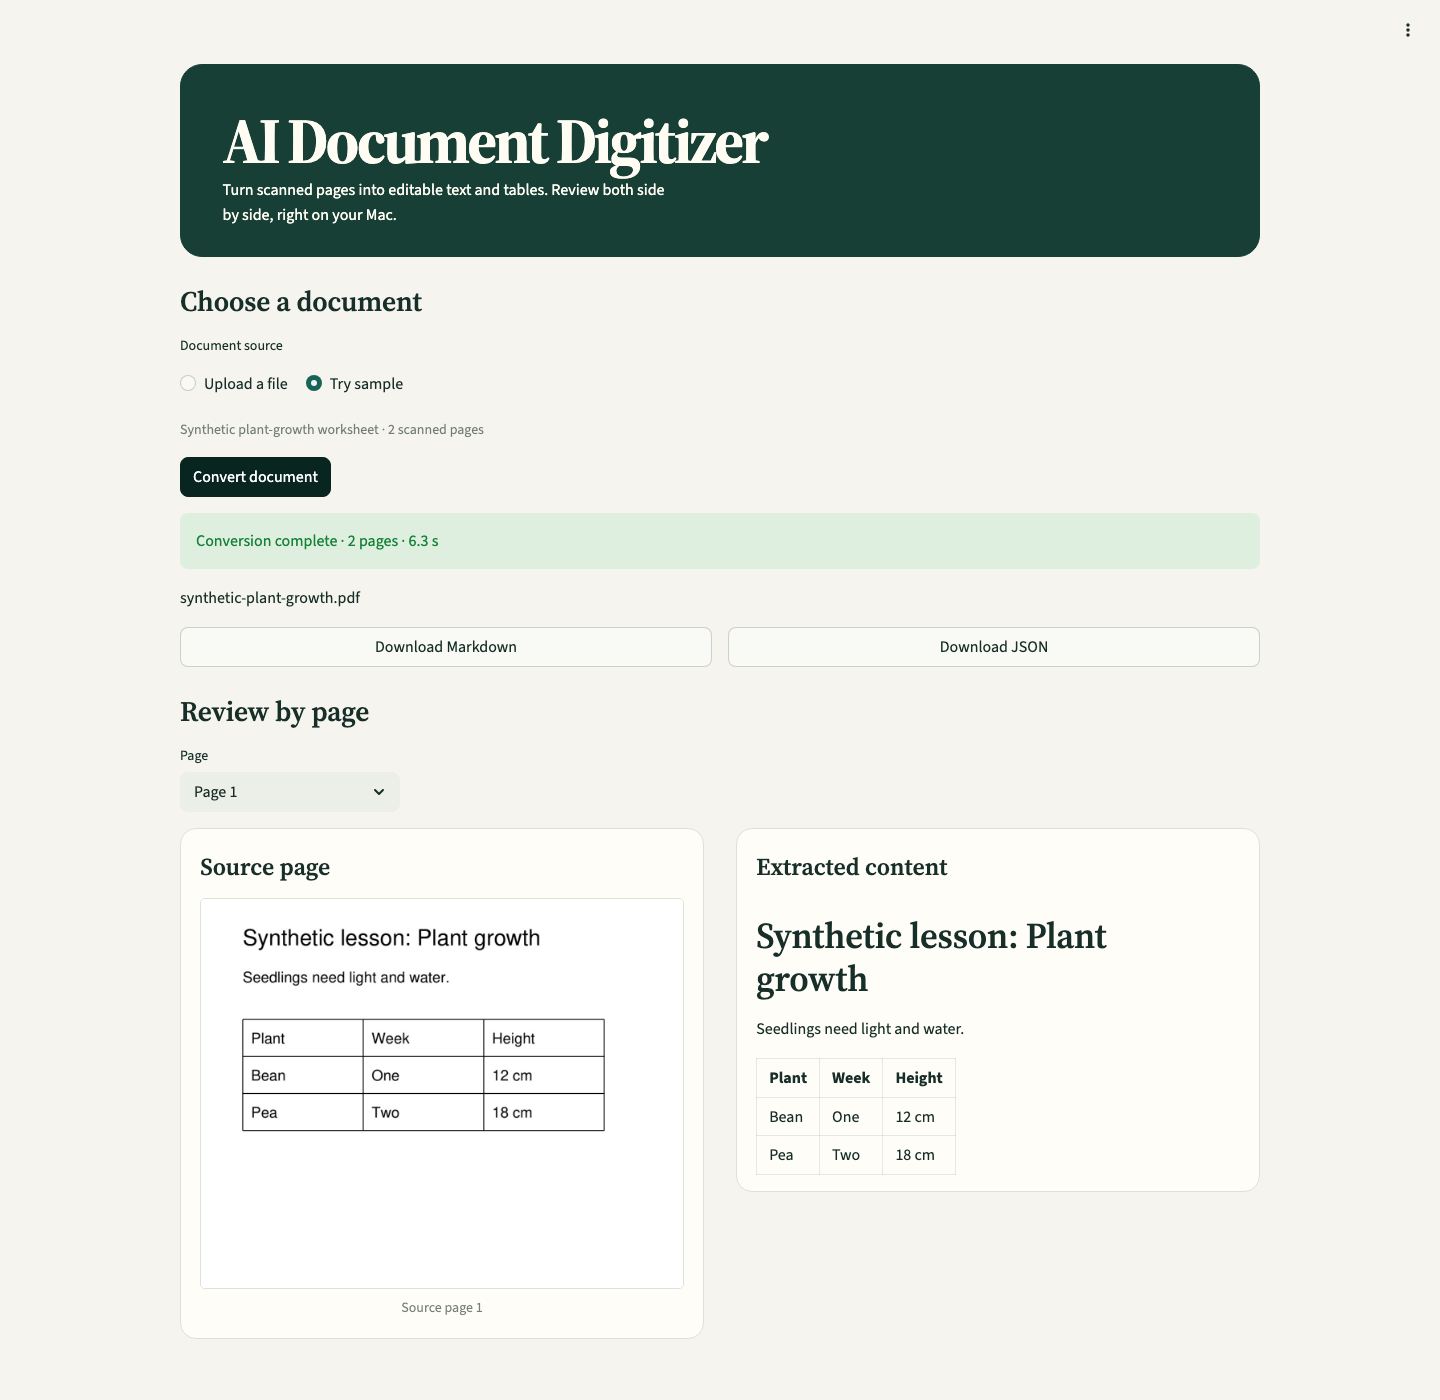 AI Document Digitizer
Turn scanned pages into editable text and tables. Review both side
by side, right on your Mac.
Choose a document
Document source
Upload a file Try sample
Synthetic plant-growth worksheet · 2 scanned pages
Convert document
Conversion complete · 2 pages · 6.3 s
synthetic-plant-growth.pdf
Download Markdown Download JSON
Review by page
Page
Page 1
Source page
Synthetic lesson: Plant growth
Seedlings need light and water.
Plant Week Height
Bean One 12 cm
Pea Two 18 cm
Source page 1
Extracted content
Synthetic lesson: Plant
growth
Seedlings need light and water.
Plant Week Height
Bean One 12 cm
Pea Two 18 cm